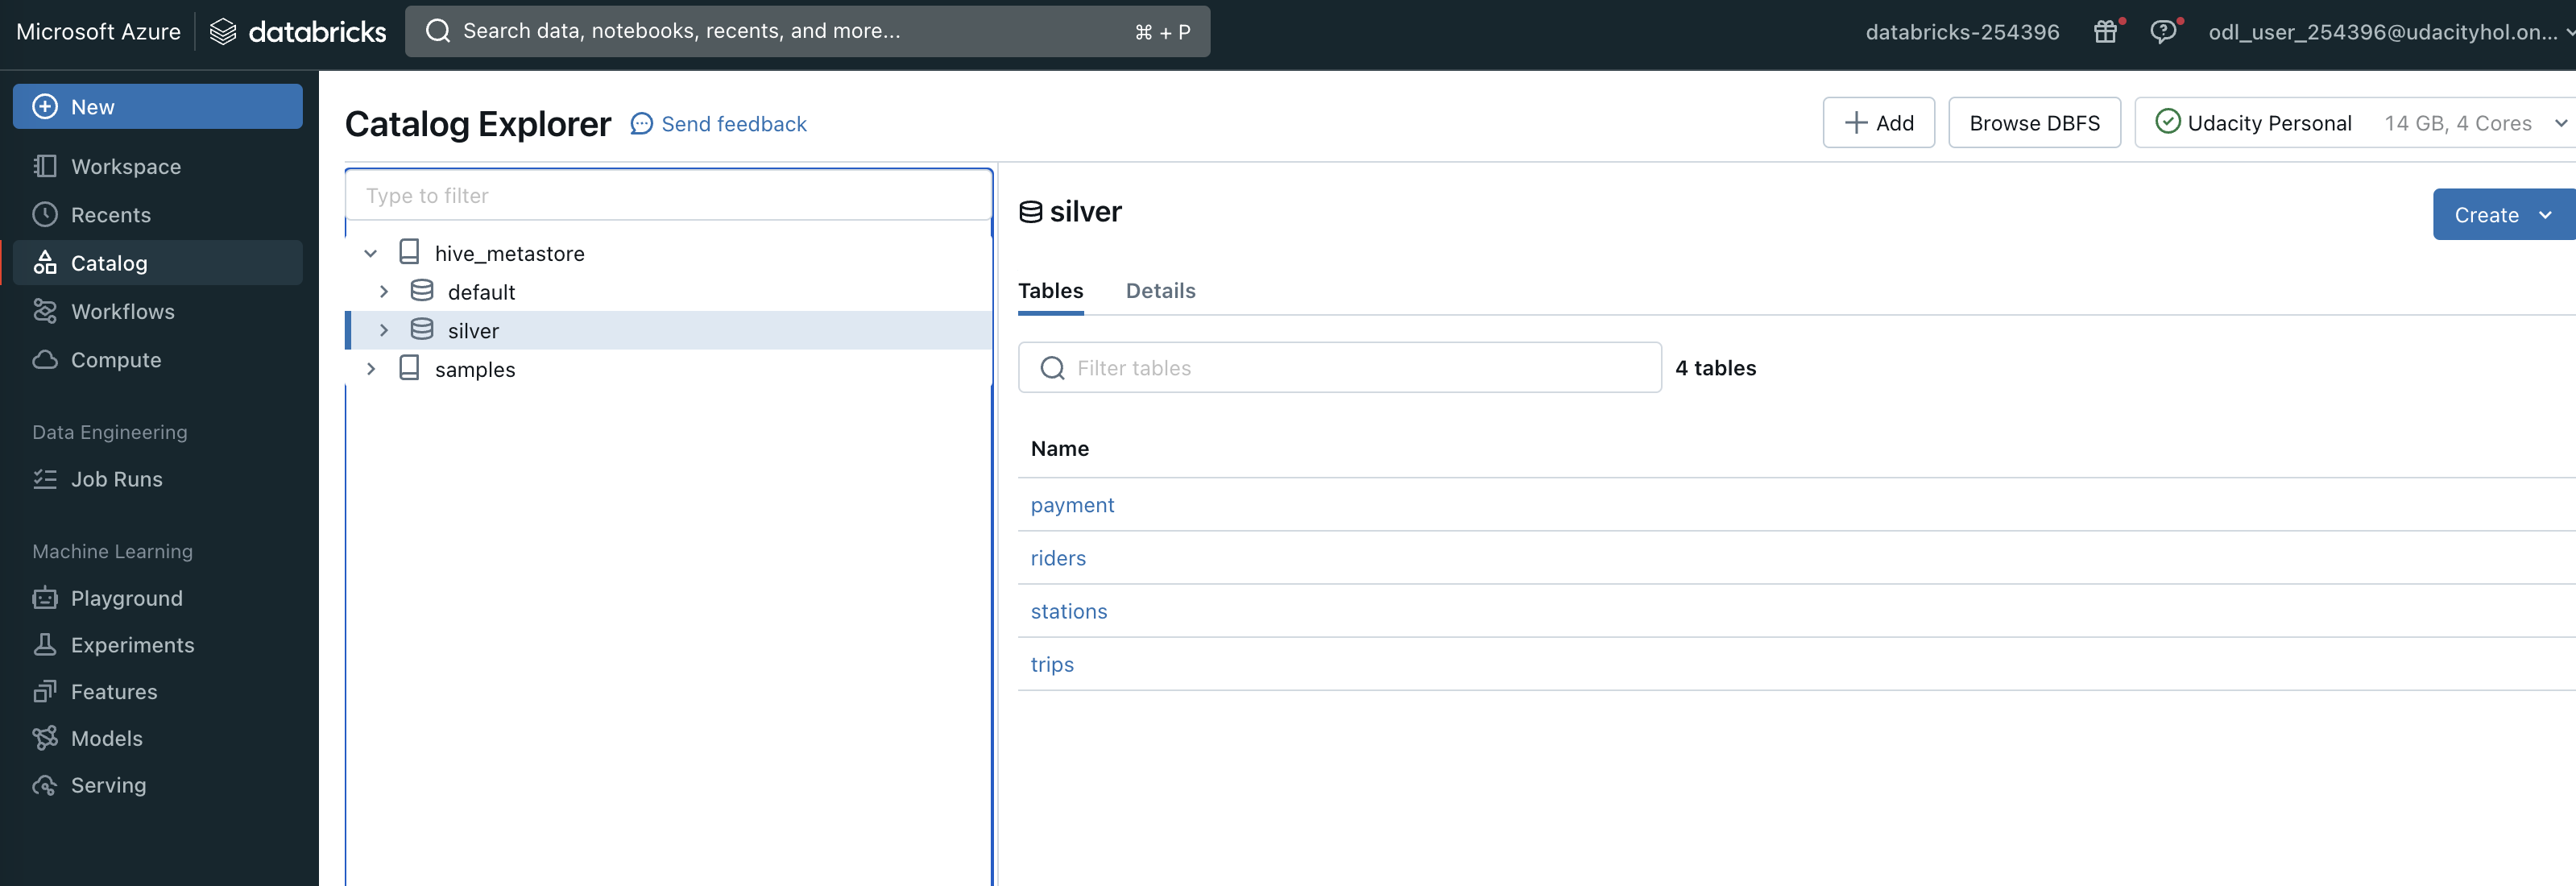 Microsoft Azure databricks Search data, notebooks, recents, and more... ⌘ + P databricks-254396 odl_user_254396@udacityhol.on...
New
Workspace
Recents
Catalog
Workflows
Compute
Data Engineering
Job Runs
Machine Learning
Playground
Experiments
Features
Models
Serving
Catalog Explorer Send feedback Add Browse DBFS Udacity Personal 14 GB, 4 Cores
Type to filter
hive_metastore
default
silver
samples
silver Create
Tables Details
Filter tables 4 tables
Name
payment
riders
stations
trips